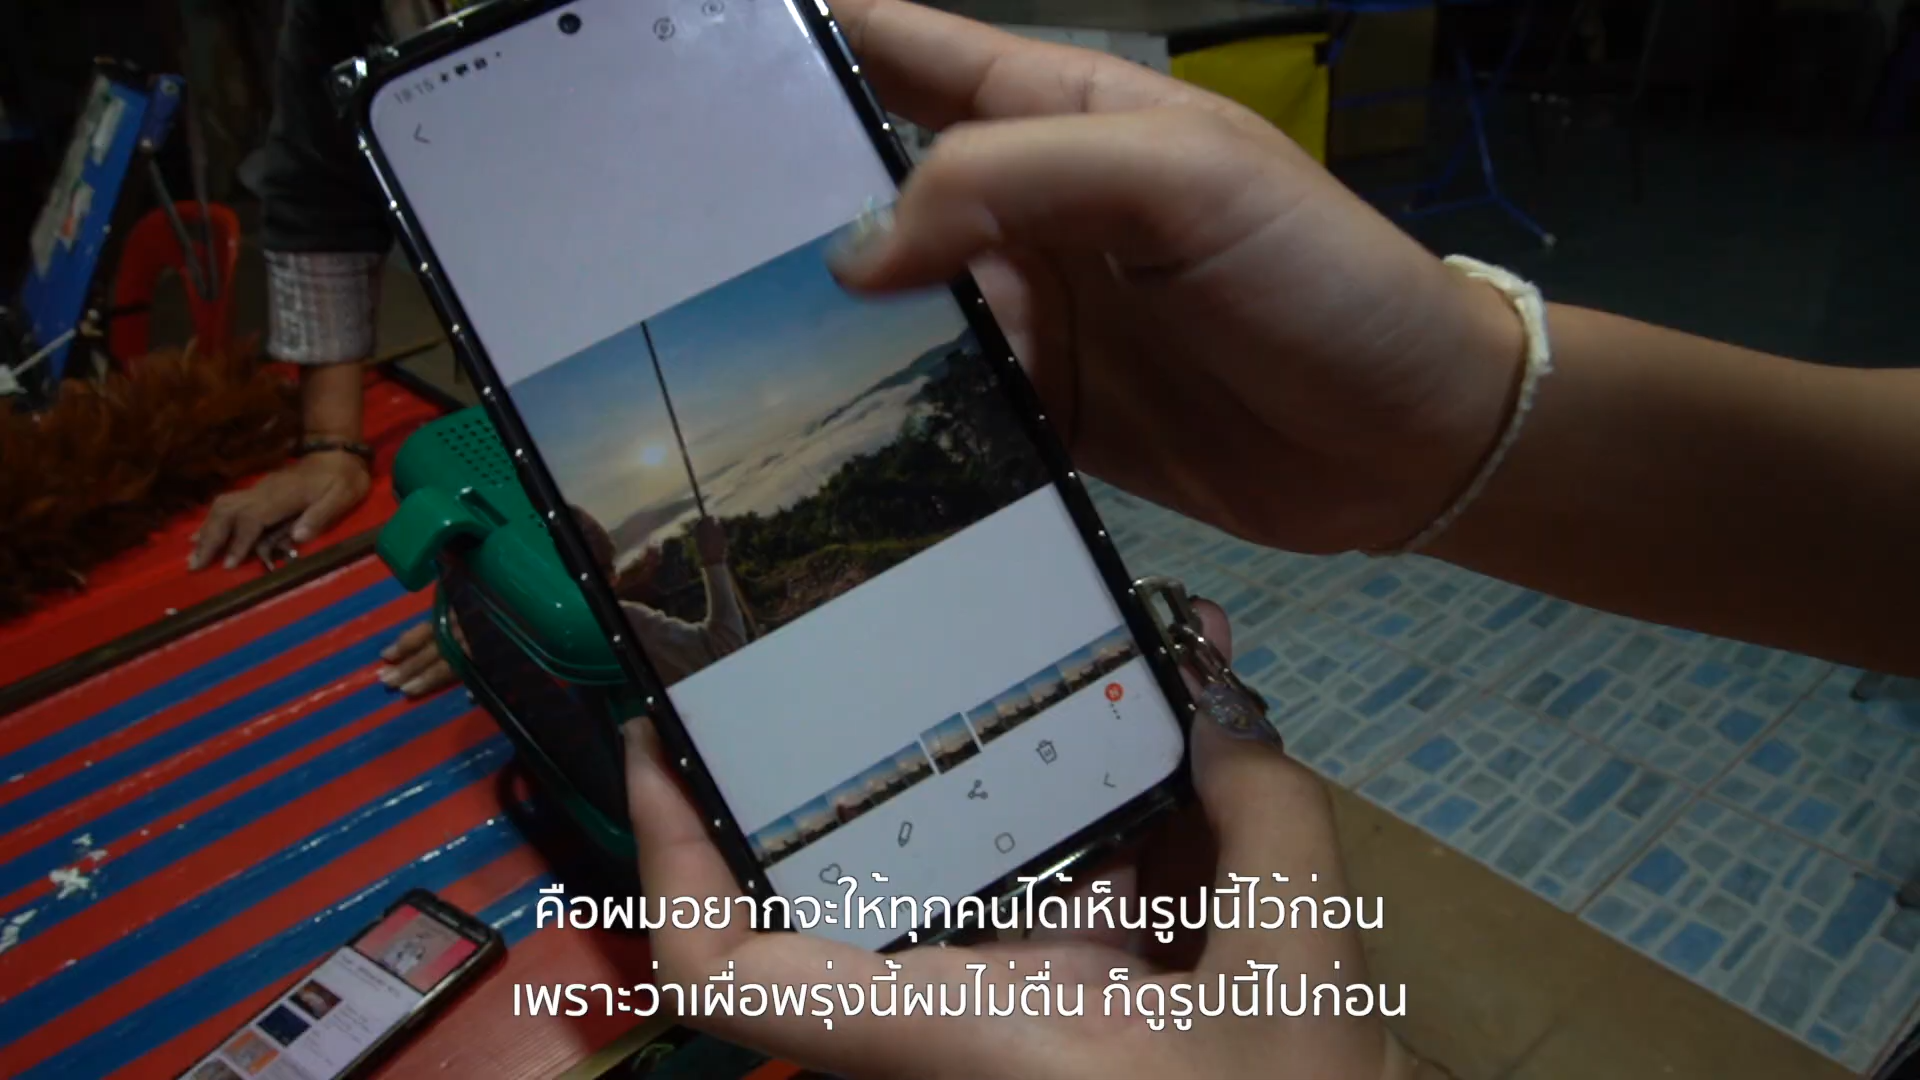 19:15
คือผมอยากจะให้ทุกคนได้เห็นรูปนี้ไว้ก่อน
เพราะว่าเผื่อพรุ่งนี้ผมไม่ตื่น ก็ดูรูปนี้ไปก่อน